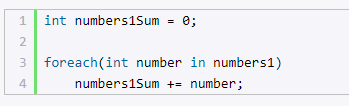 1 int numbers1Sum = 0;
2
3 foreach(int number in numbers1)
4     numbers1Sum += number;